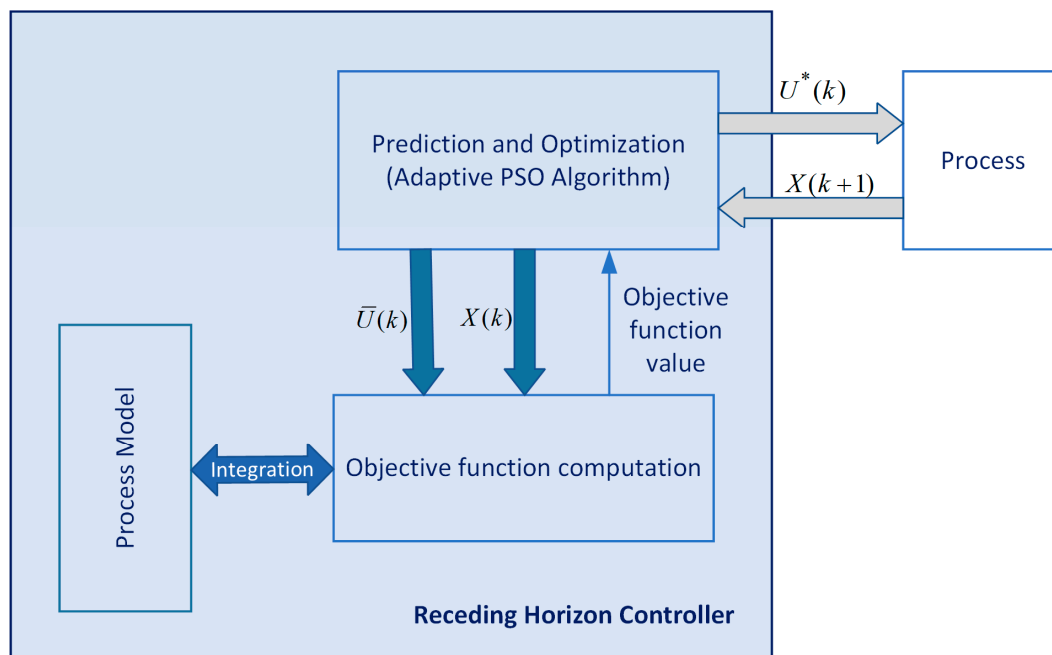 U*(k)
Prediction and Optimization
(Adaptive PSO Algorithm)
Process
X(k+1)
Ū(k)
X(k)
Objective
function
value
Process Model
Integration
Objective function computation
Receding Horizon Controller